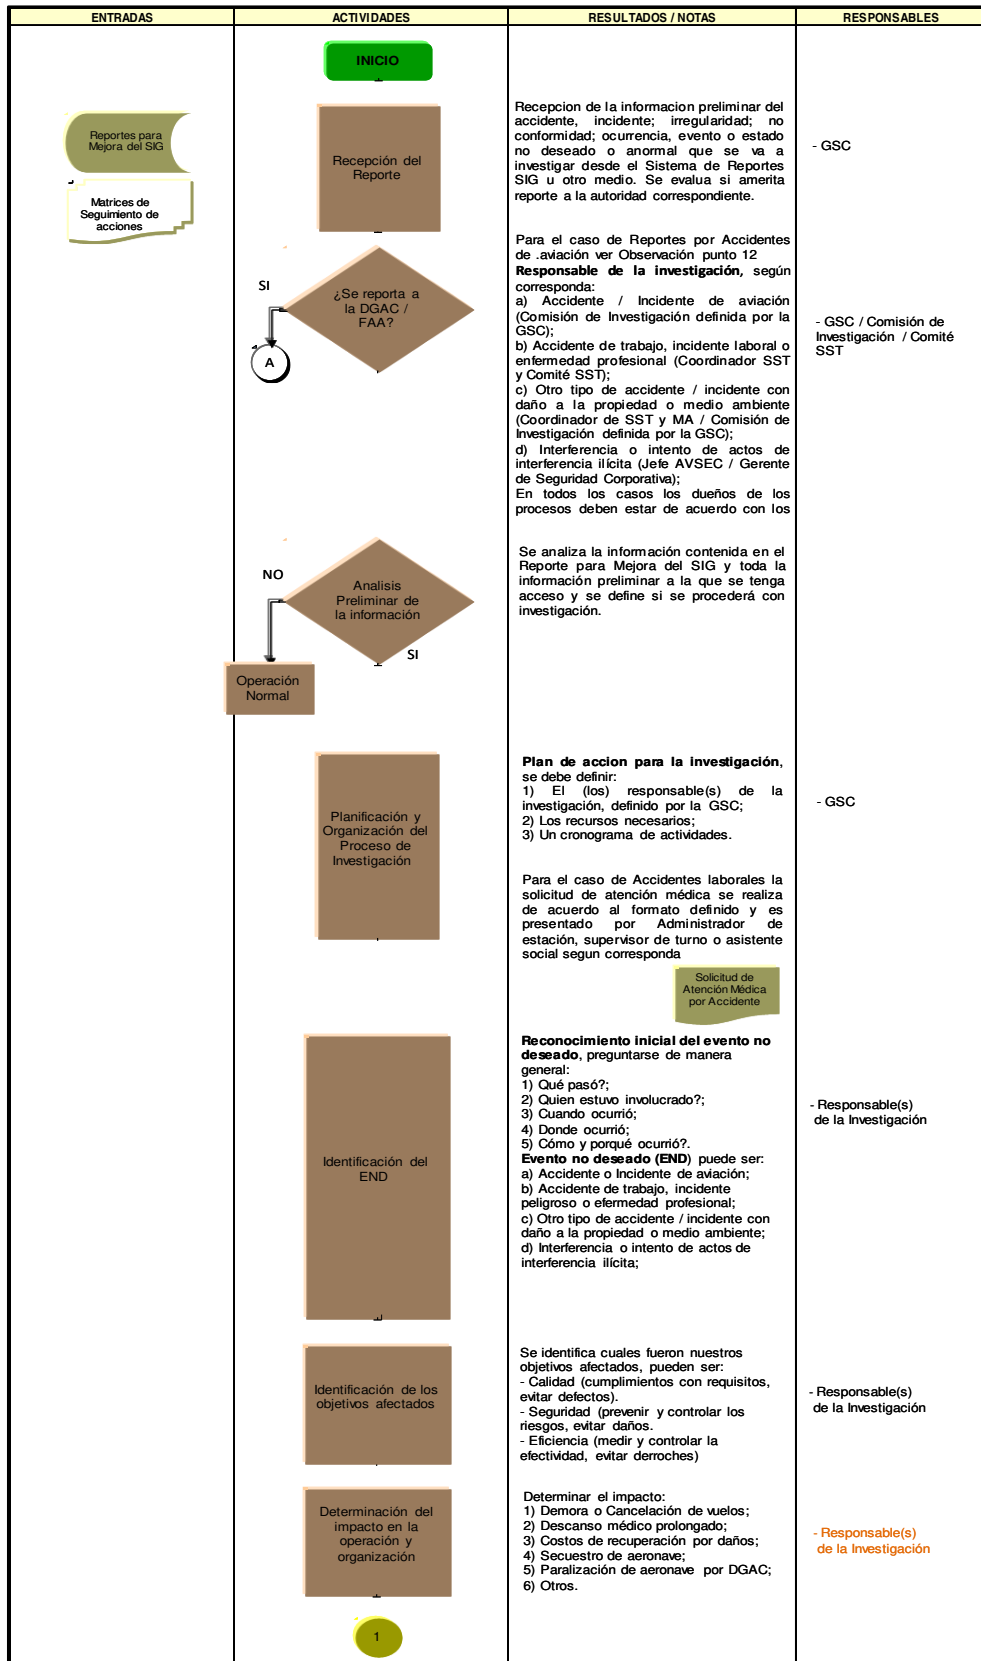 ENTRADAS
ACTIVIDADES
RESULTADOS / NOTAS
RESPONSABLES
INICIO
Reportes para
Mejora del SIG
Matrices de
Seguimiento de
acciones
Recepción del
Reporte
Recepcion de la informacion preliminar del
accidente, incidente; irregularidad; no
conformidad; ocurrencia, evento o estado
no deseado o anormal que se va a
investigar desde el Sistema de Reportes
SIG u otro medio. Se evalua si amerita
reporte a la autoridad correspondiente.
- GSC
SI
¿Se reporta a
la DGAC /
FAA?
A
Para el caso de Reportes por Accidentes
de .aviación ver Observación punto 12
Responsable de la investigación, según
corresponda:
a) Accidente / Incidente de aviación
(Comisión de Investigación definida por la
GSC);
b) Accidente de trabajo, incidente laboral o
enfermedad profesional (Coordinador SST
y Comité SST);
c) Otro tipo de accidente / incidente con
daño a la propiedad o medio ambiente
(Coordinador de SST y MA / Comisión de
Investigación definida por la GSC);
d) Interferencia o intento de actos de
interferencia ilícita (Jefe AVSEC / Gerente
de Seguridad Corporativa);
En todos los casos los dueños de los
procesos deben estar de acuerdo con los
- GSC / Comisión de
Investigación / Comité
SST
NO
Analisis
Preliminar de
la información
SI
Operación
Normal
Se analiza la información contenida en el
Reporte para Mejora del SIG y toda la
información preliminar a la que se tenga
acceso y se define si se procederá con
investigación.
Planificación y
Organización del
Proceso de
Investigación
Plan de accion para la investigación,
se debe definir:
1) El (los) responsable(s) de la
investigación, definido por la GSC;
2) Los recursos necesarios;
3) Un cronograma de actividades.
- GSC
Para el caso de Accidentes laborales la
solicitud de atención médica se realiza
de acuerdo al formato definido y es
presentado por Administrador de
estación, supervisor de turno o asistente
social segun corresponda
Solicitud de
Atención Médica
por Accidente
Identificación del
END
Reconocimiento inicial del evento no
deseado, preguntarse de manera
general:
1) Qué pasó?;
2) Quien estuvo involucrado?;
3) Cuando ocurrió;
4) Donde ocurrió;
5) Cómo y porqué ocurrió?.
Evento no deseado (END) puede ser:
a) Accidente o Incidente de aviación;
b) Accidente de trabajo, incidente
peligroso o efermedad profesional;
c) Otro tipo de accidente / incidente con
daño a la propiedad o medio ambiente;
d) Interferencia o intento de actos de
interferencia ilícita;
- Responsable(s)
de la Investigación
Identificación de los
objetivos afectados
Se identifica cuales fueron nuestros
objetivos afectados, pueden ser:
- Calidad (cumplimientos con requisitos,
evitar defectos).
- Seguridad (prevenir y controlar los
riesgos, evitar daños.
- Eficiencia (medir y controlar la
efectividad, evitar derroches)
- Responsable(s)
de la Investigación
Determinación del
impacto en la
operación y
organización
Determinar el impacto:
1) Demora o Cancelación de vuelos;
2) Descanso médico prolongado;
3) Costos de recuperación por daños;
4) Secuestro de aeronave;
5) Paralización de aeronave por DGAC;
6) Otros.
- Responsable(s)
de la Investigación
1